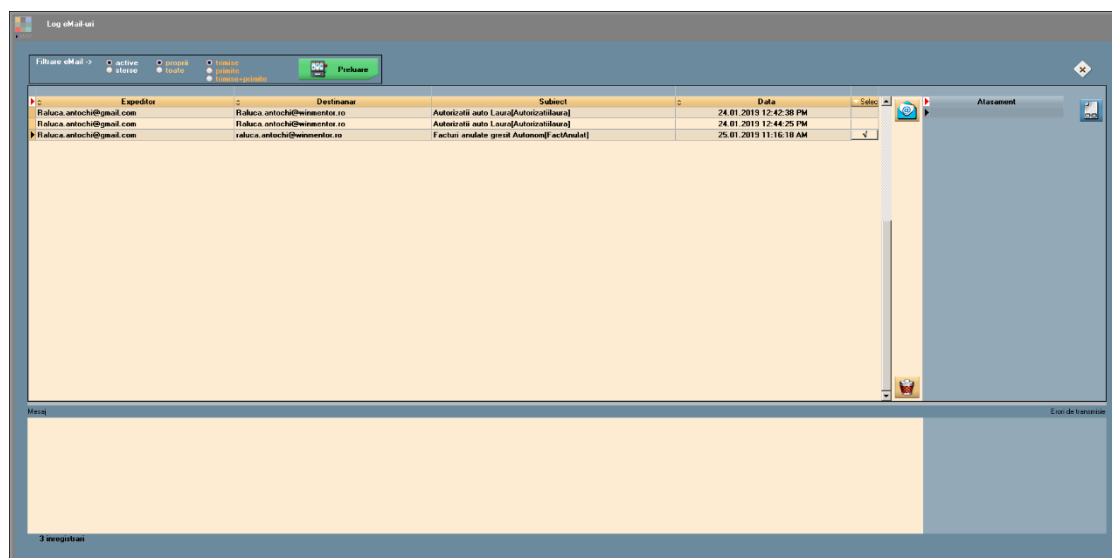 Log eMail-uri
Filtrare eMail -> active proprii trimise
sterse toate primite
trimise+primite
Preluare
Expeditor Destinanar Subiect Data Selec Atasament
Raluca.antochi@gmail.com Raluca.antochi@winmentor.ro Autorizatii auto Laura[Autorizatiilaura] 24.01.2019 12:42:38 PM
Raluca.antochi@gmail.com Raluca.antochi@winmentor.ro Autorizatii auto Laura[Autorizatiilaura] 24.01.2019 12:44:25 PM
Raluca.antochi@gmail.com raluca.antochi@winmentor.ro Facturi anulate gresit Autonom[FactAnulat] 25.01.2019 11:16:18 AM √
Mesaj Erori de transmisie
3 inregistrari